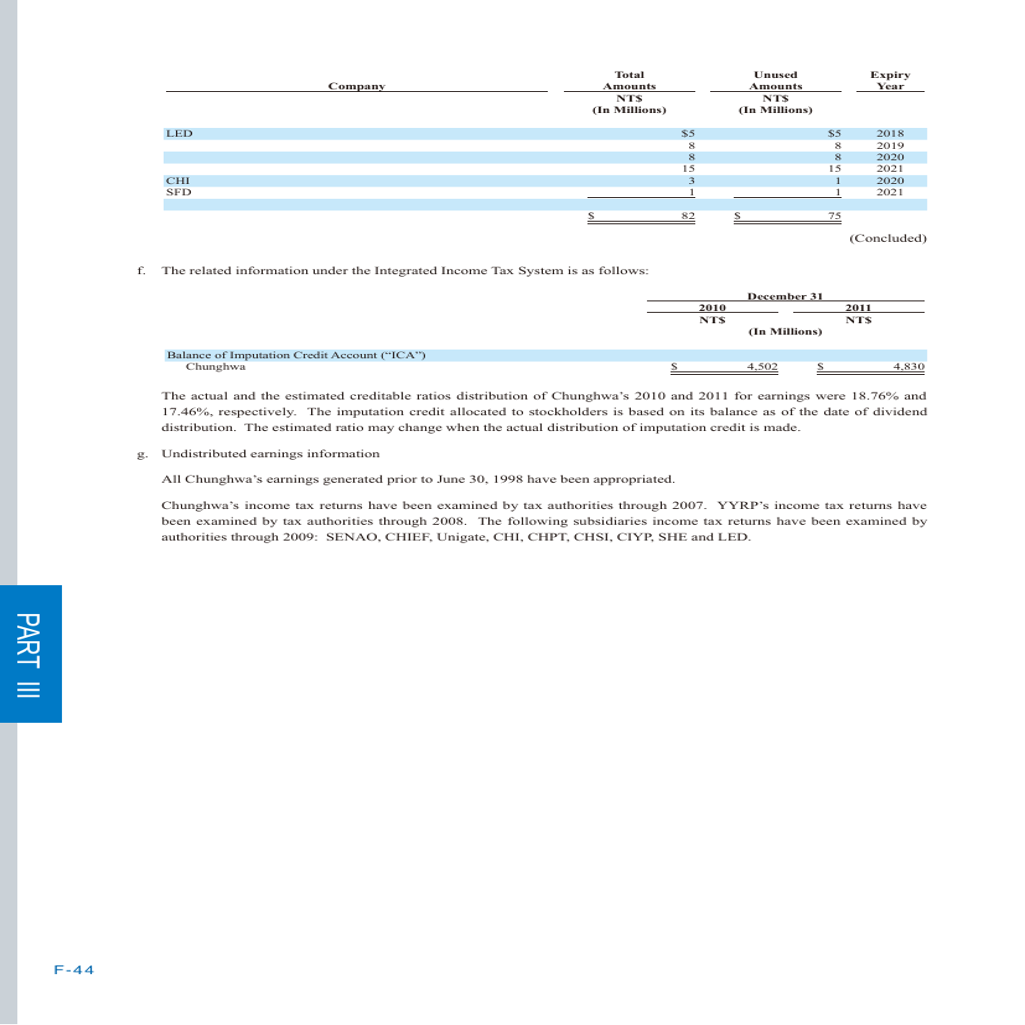 Total Unused Expiry
Company Amounts Amounts Year
NT$ NT$
(In Millions) (In Millions)
LED $5 $5 2018
8 8 2019
8 8 2020
15 15 2021
CHI 3 1 2020
SFD 1 1 2021
$ 82 $ 75
(Concluded)
f. The related information under the Integrated Income Tax System is as follows:
December 31
2010 2011
NT$ NT$
(In Millions)
Balance of Imputation Credit Account (“ICA”)
Chunghwa $ 4,502 $ 4,830
The actual and the estimated creditable ratios distribution of Chunghwa’s 2010 and 2011 for earnings were 18.76% and
17.46%, respectively. The imputation credit allocated to stockholders is based on its balance as of the date of dividend
distribution. The estimated ratio may change when the actual distribution of imputation credit is made.
g. Undistributed earnings information
All Chunghwa’s earnings generated prior to June 30, 1998 have been appropriated.
Chunghwa’s income tax returns have been examined by tax authorities through 2007. YYRP’s income tax returns have
been examined by tax authorities through 2008. The following subsidiaries income tax returns have been examined by
authorities through 2009: SENAO, CHIEF, Unigate, CHI, CHPT, CHSI, CIYP, SHE and LED.
PART III
F-44